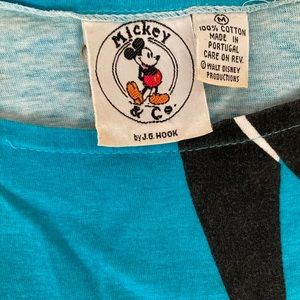 Mickey
& Co.
by J.G. HOOK
M
100% COTTON
MADE IN
PORTUGAL
CARE ON REV.
© WALT DISNEY
PRODUCTIONS